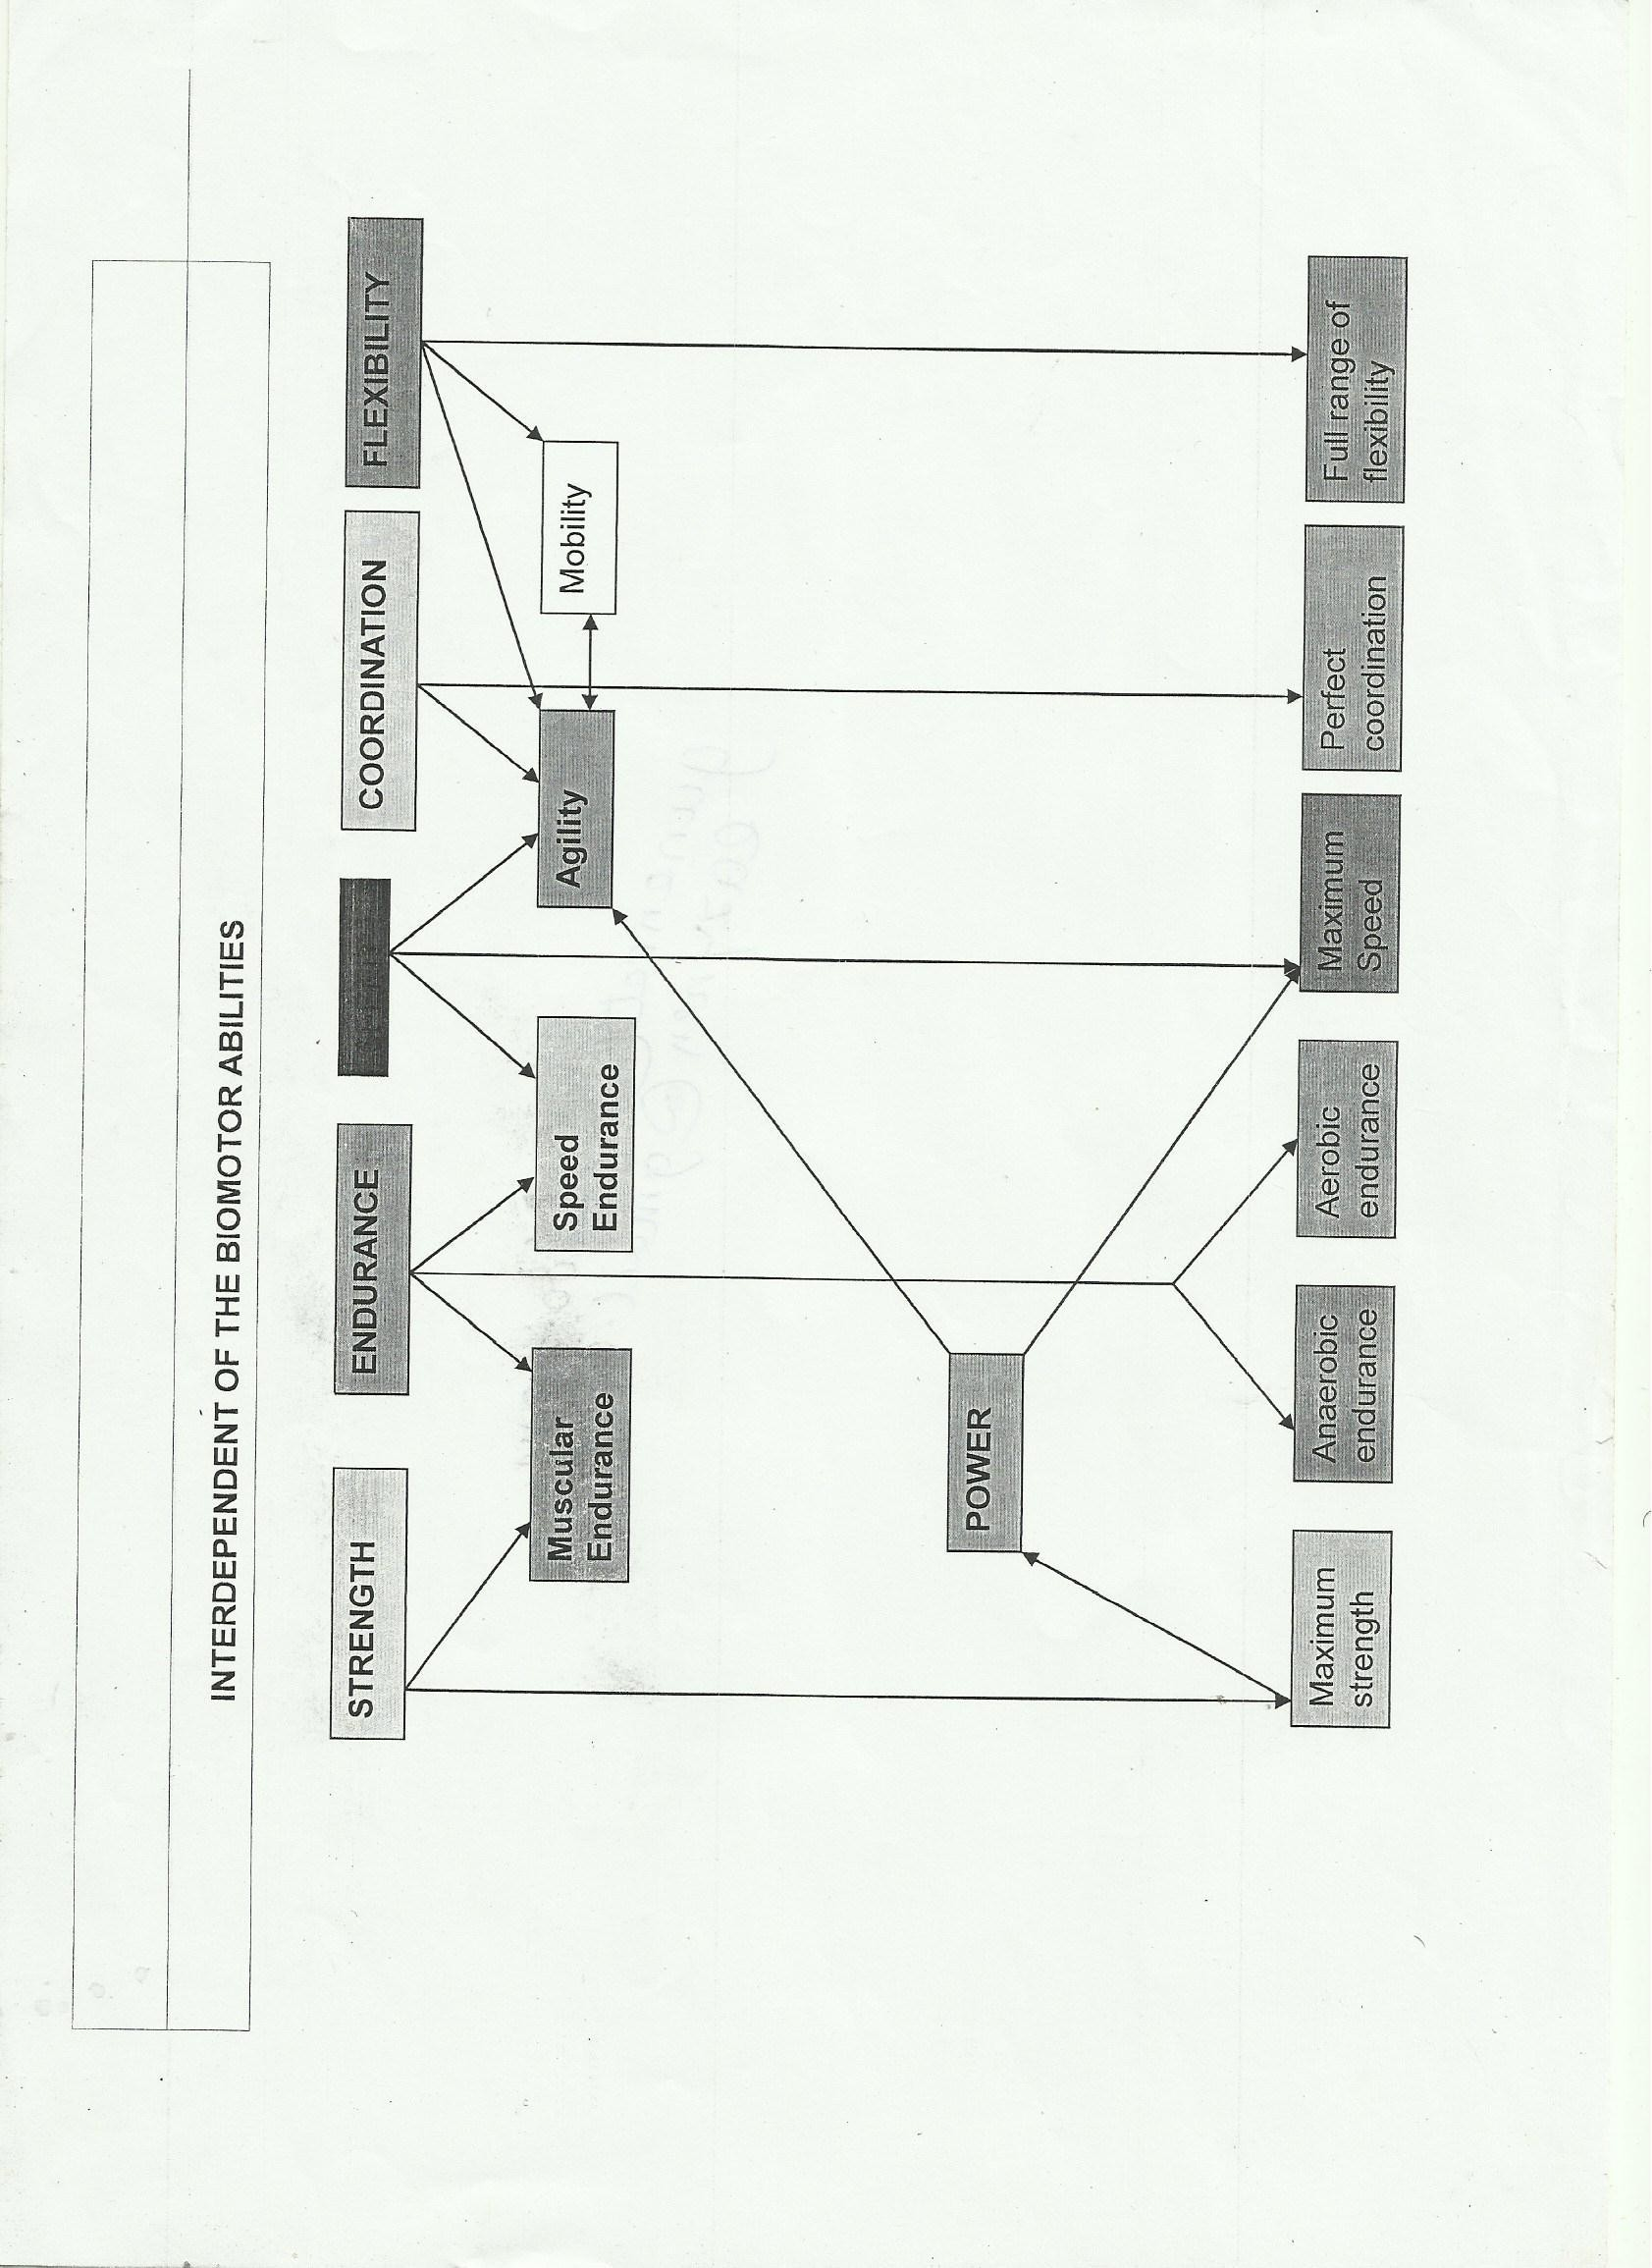 INTERDEPENDENT OF THE BIOMOTOR ABILITIES
STRENGTH
ENDURANCE
COORDINATION
FLEXIBILITY
Muscular
Endurance
Speed
Endurance
Agility
Mobility
POWER
Maximum
strength
Anaerobic
endurance
Aerobic
endurance
Maximum
Speed
Perfect
coordination
Full range of
flexibility